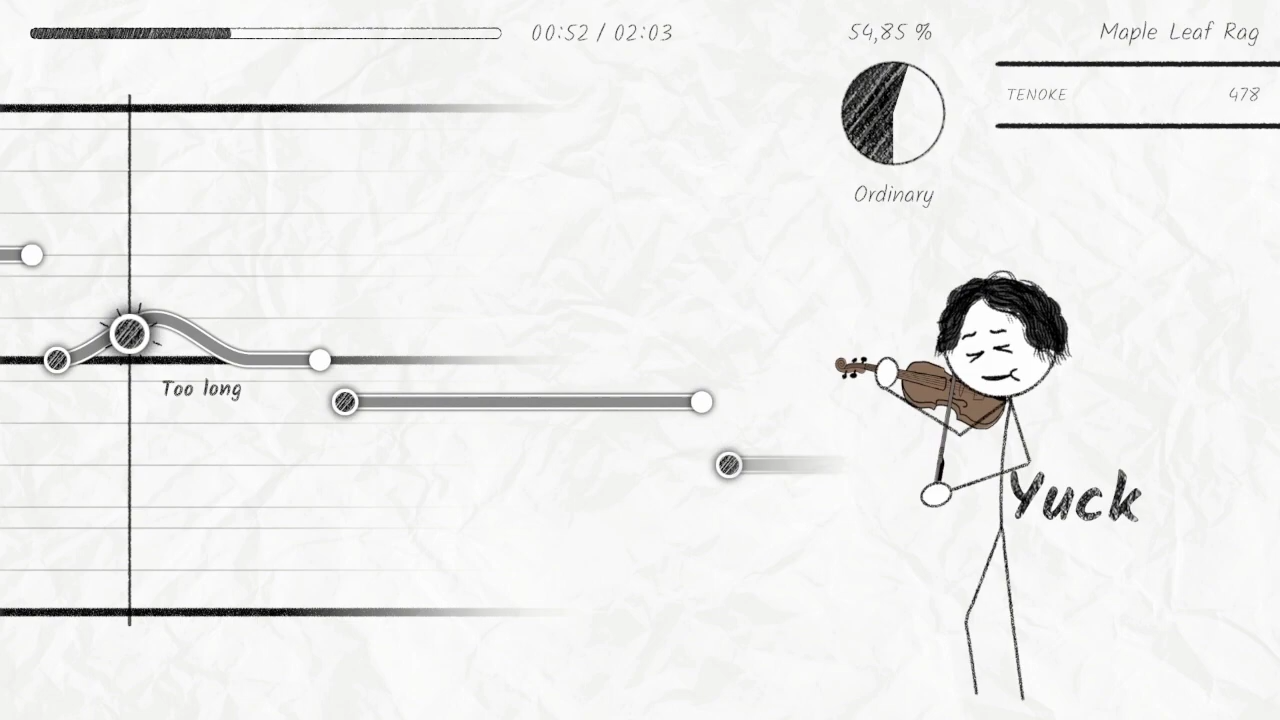 00:52 / 02:03
54,85 %
Maple Leaf Rag
TENOKE 478
Ordinary
Too long
Yuck